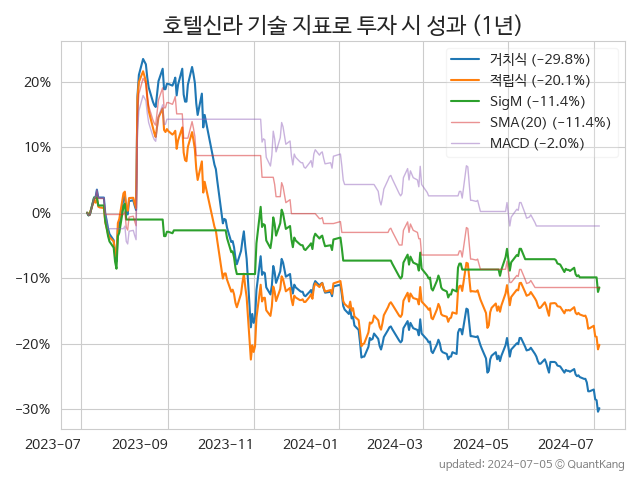 호텔신라 기술 지표로 투자 시 성과 (1년)
거치식 (−29.8%)
적립식 (−20.1%)
SigM (−11.4%)
SMA(20) (−11.4%)
MACD (−2.0%)
20%
10%
0%
−10%
−20%
−30%
2023-07 2023-09 2023-11 2024-01 2024-03 2024-05 2024-07
updated: 2024-07-05 © QuantKang